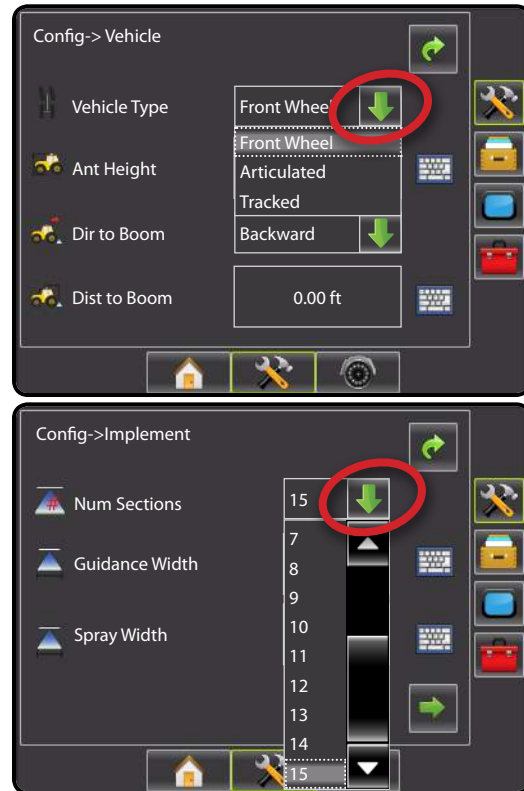 Config-> Vehicle
Vehicle Type
Front Wheel
Front Wheel
Ant Height
Articulated
Tracked
Dir to Boom
Backward
Dist to Boom
0.00 ft
Config->Implement
Num Sections
15
7
Guidance Width
8
9
10
Spray Width
11
12
13
14
15